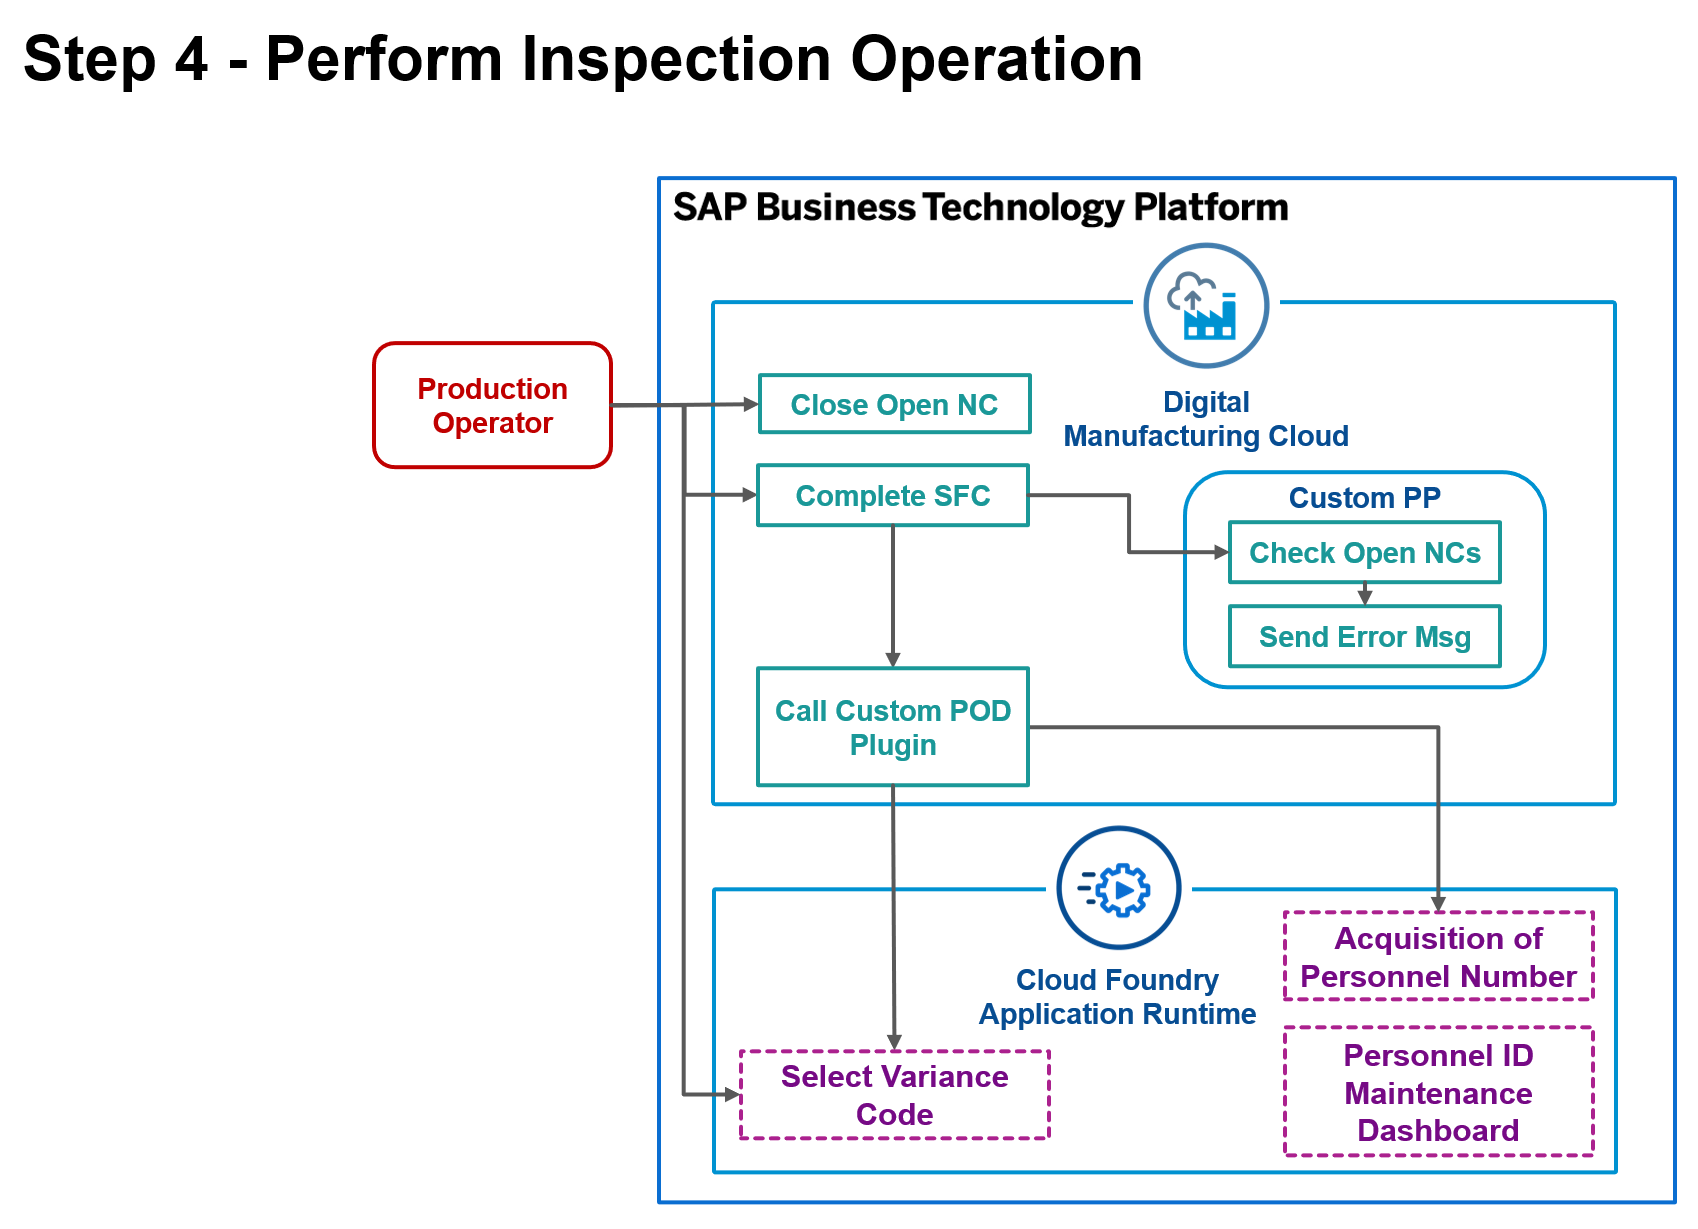 Step 4 - Perform Inspection Operation
SAP Business Technology Platform
Production
Operator
Close Open NC
Digital
Manufacturing Cloud
Complete SFC
Custom PP
Check Open NCs
Send Error Msg
Call Custom POD
Plugin
Cloud Foundry
Application Runtime
Acquisition of
Personnel Number
Select Variance
Code
Personnel ID
Maintenance
Dashboard